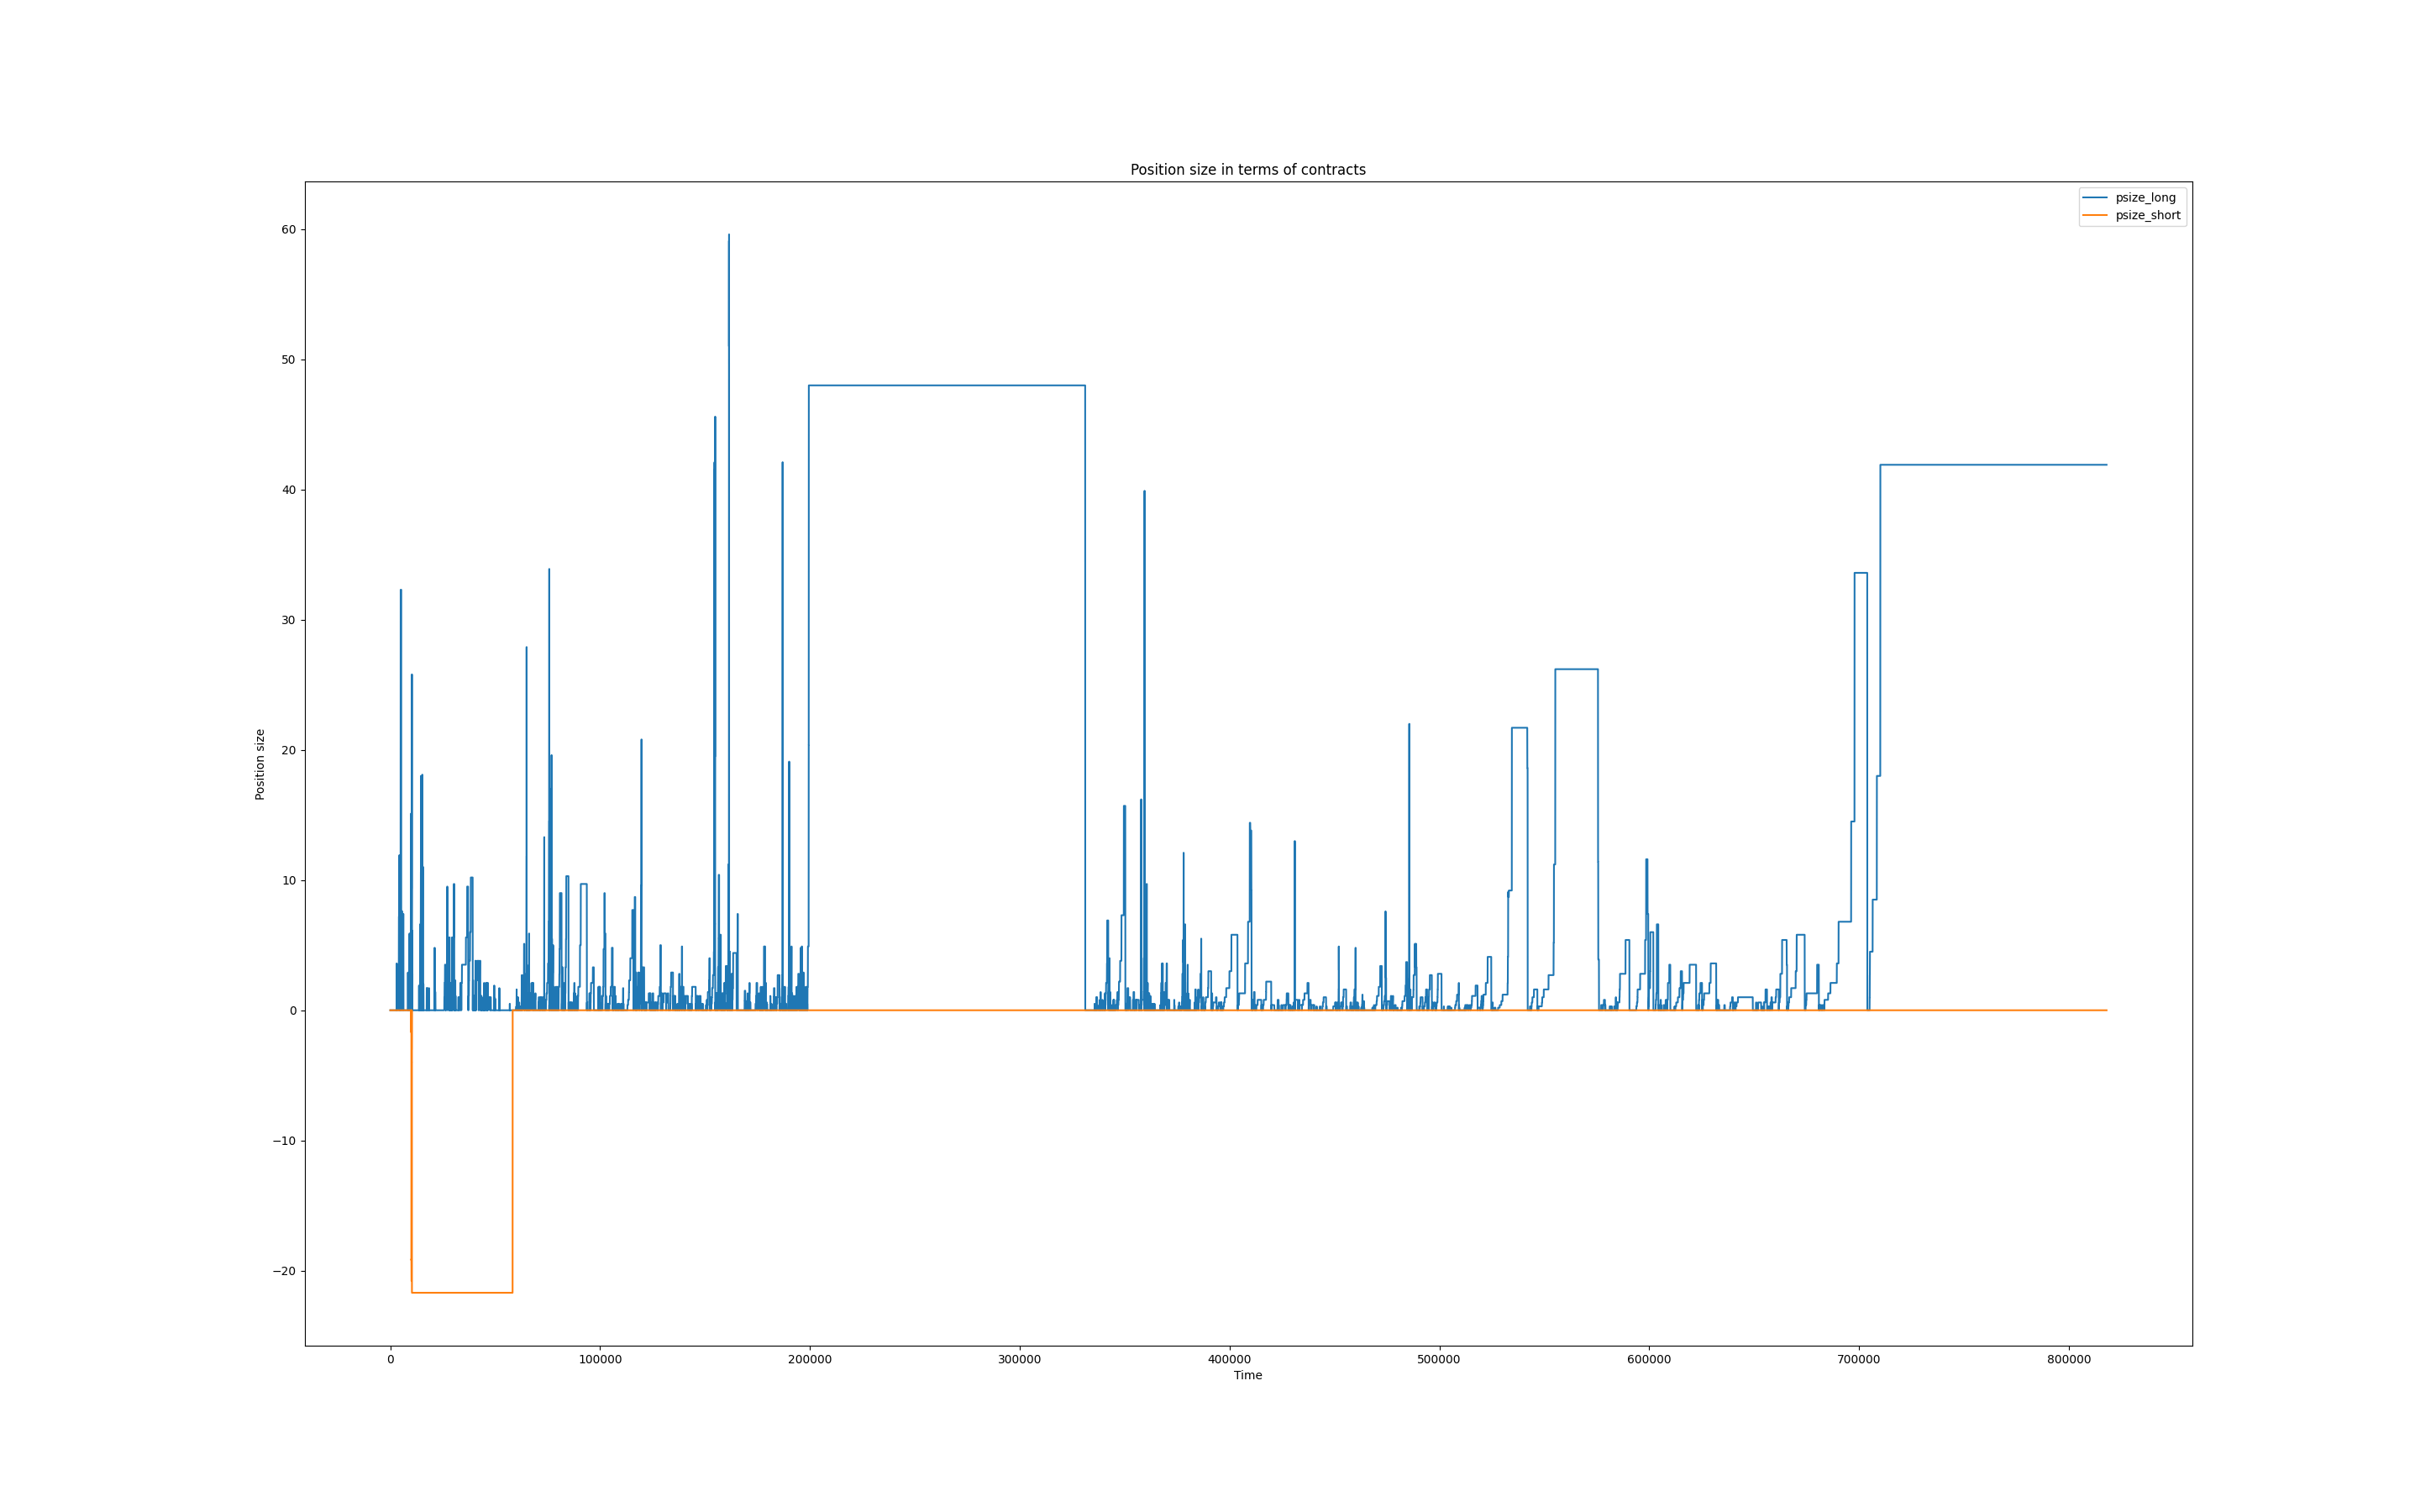 Position size in terms of contracts
psize_long
psize_short
60
50
40
30
20
10
0
−10
−20
Position size
0 100000 200000 300000 400000 500000 600000 700000 800000
Time